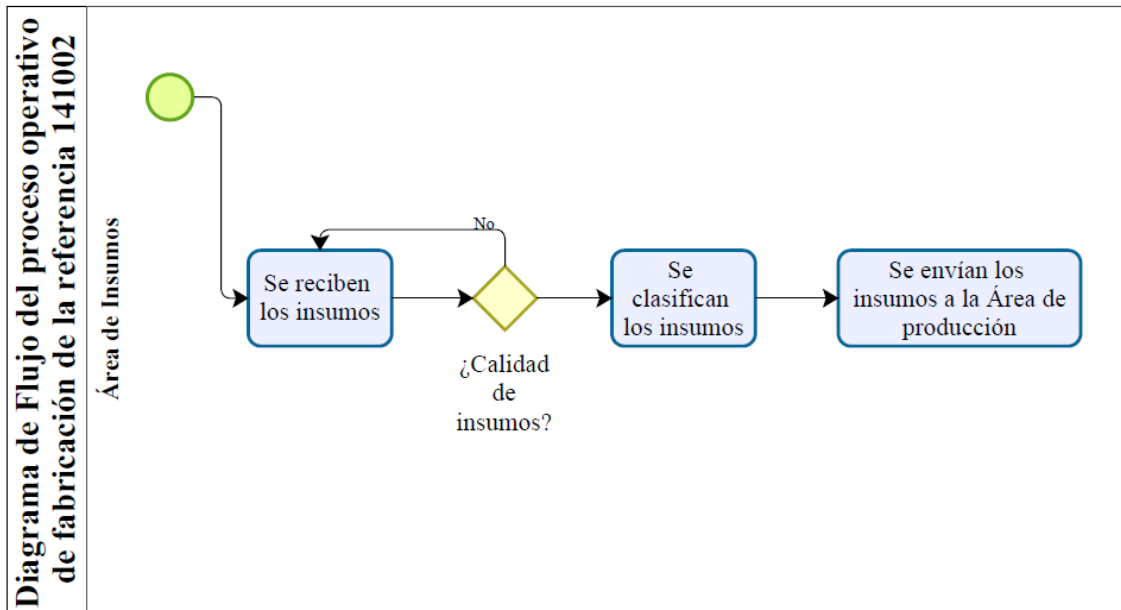 Diagrama de Flujo del proceso operativo
de fabricación de la referencia 141002
Área de Insumos
No
Se reciben
los insumos
¿Calidad
de
insumos?
Se
clasifican
los insumos
Se envían los
insumos a la Área de
producción